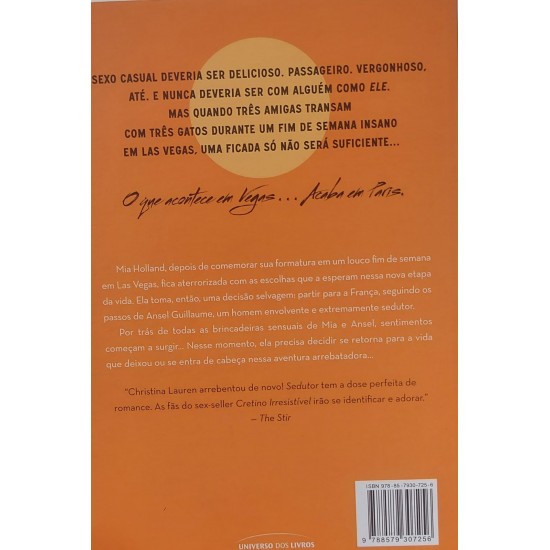 SEXO CASUAL DEVERIA SER DELICIOSO. PASSAGEIRO. VERGONHOSO,
ATÉ. E NUNCA DEVERIA SER COM ALGUÉM COMO ELE.
MAS QUANDO TRÊS AMIGAS TRANSAM
COM TRÊS GATOS DURANTE UM FIM DE SEMANA INSANO
EM LAS VEGAS, UMA FICADA SÓ NÃO SERÁ SUFICIENTE...
O que acontece em Vegas... Acaba em Paris.
Mia Holland, depois de comemorar sua formatura em um louco fim de semana
em Las Vegas, fica aterrorizada com as escolhas que a esperam nessa nova etapa
da vida. Ela toma, então, uma decisão selvagem: partir para a França, seguindo os
passos de Ansel Guillaume, um homem envolvente e extremamente sedutor.
Por trás de todas as brincadeiras sensuais de Mia e Ansel, sentimentos
começam a surgir... Nesse momento, ela precisa decidir se retorna para a vida
que deixou ou se entra de cabeça nessa aventura arrebatadora...
"Christina Lauren arrebentou de novo! Sedutor tem a dose perfeita de
romance. As fãs do sex-seller Cretino Irresistível irão se identificar e adorar."
— The Stir
ISBN 978-85-7930-725-6
9 788579 307256
UNIVERSO DOS LIVROS